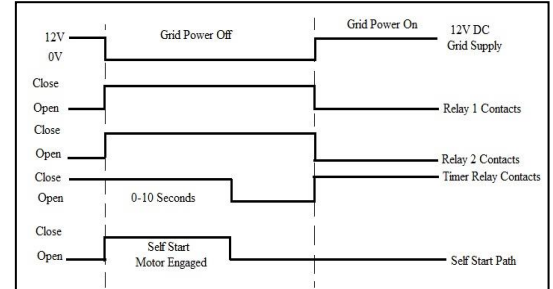 Grid Power On
12V DC
Grid Supply
12V
Grid Power Off
0V
Close
Open
Relay 1 Contacts
Close
Open
Relay 2 Contacts
Close
Timer Relay Contacts
Open
0-10 Seconds
Close
Self Start
Motor Engaged
Open
Self Start Path